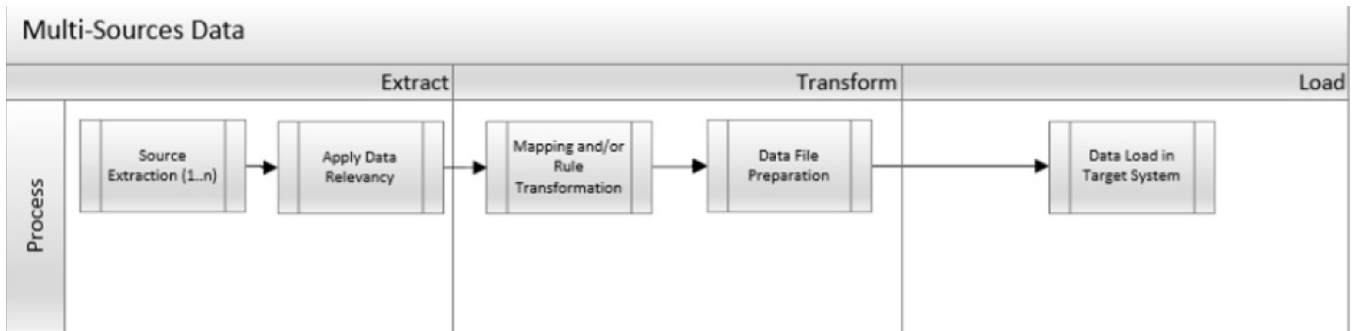 Multi-Sources Data
Extract
Transform
Load
Process
Source
Extraction (1..n)
Apply Data
Relevancy
Mapping and/or
Rule
Transformation
Data File
Preparation
Data Load in
Target System